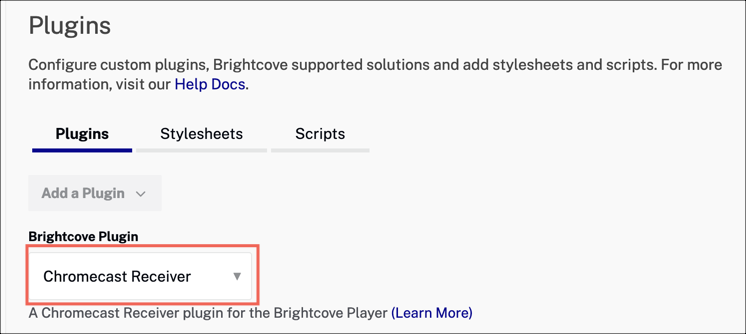 Plugins
Configure custom plugins, Brightcove supported solutions and add stylesheets and scripts. For more
information, visit our Help Docs.
Plugins Stylesheets Scripts
Add a Plugin
Brightcove Plugin
Chromecast Receiver
A Chromecast Receiver plugin for the Brightcove Player (Learn More)